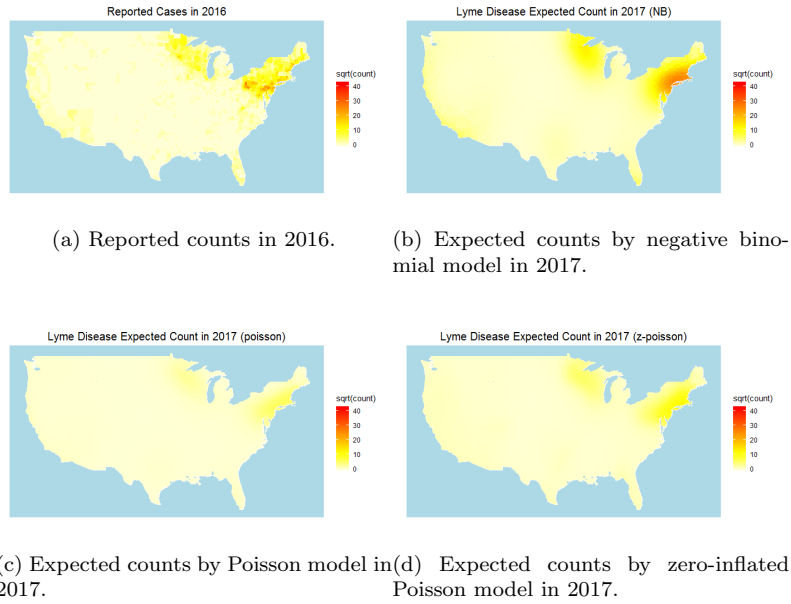 Reported Cases in 2016
sqrt(count)
40
30
20
10
0
Lyme Disease Expected Count in 2017 (NB)
sqrt(count)
40
30
20
10
0
(a) Reported counts in 2016.
(b) Expected counts by negative bino-
mial model in 2017.
Lyme Disease Expected Count in 2017 (poisson)
sqrt(count)
40
30
20
10
0
Lyme Disease Expected Count in 2017 (z-poisson)
sqrt(count)
40
30
20
10
0
(c) Expected counts by Poisson model in
2017.
(d) Expected counts by zero-inflated
Poisson model in 2017.